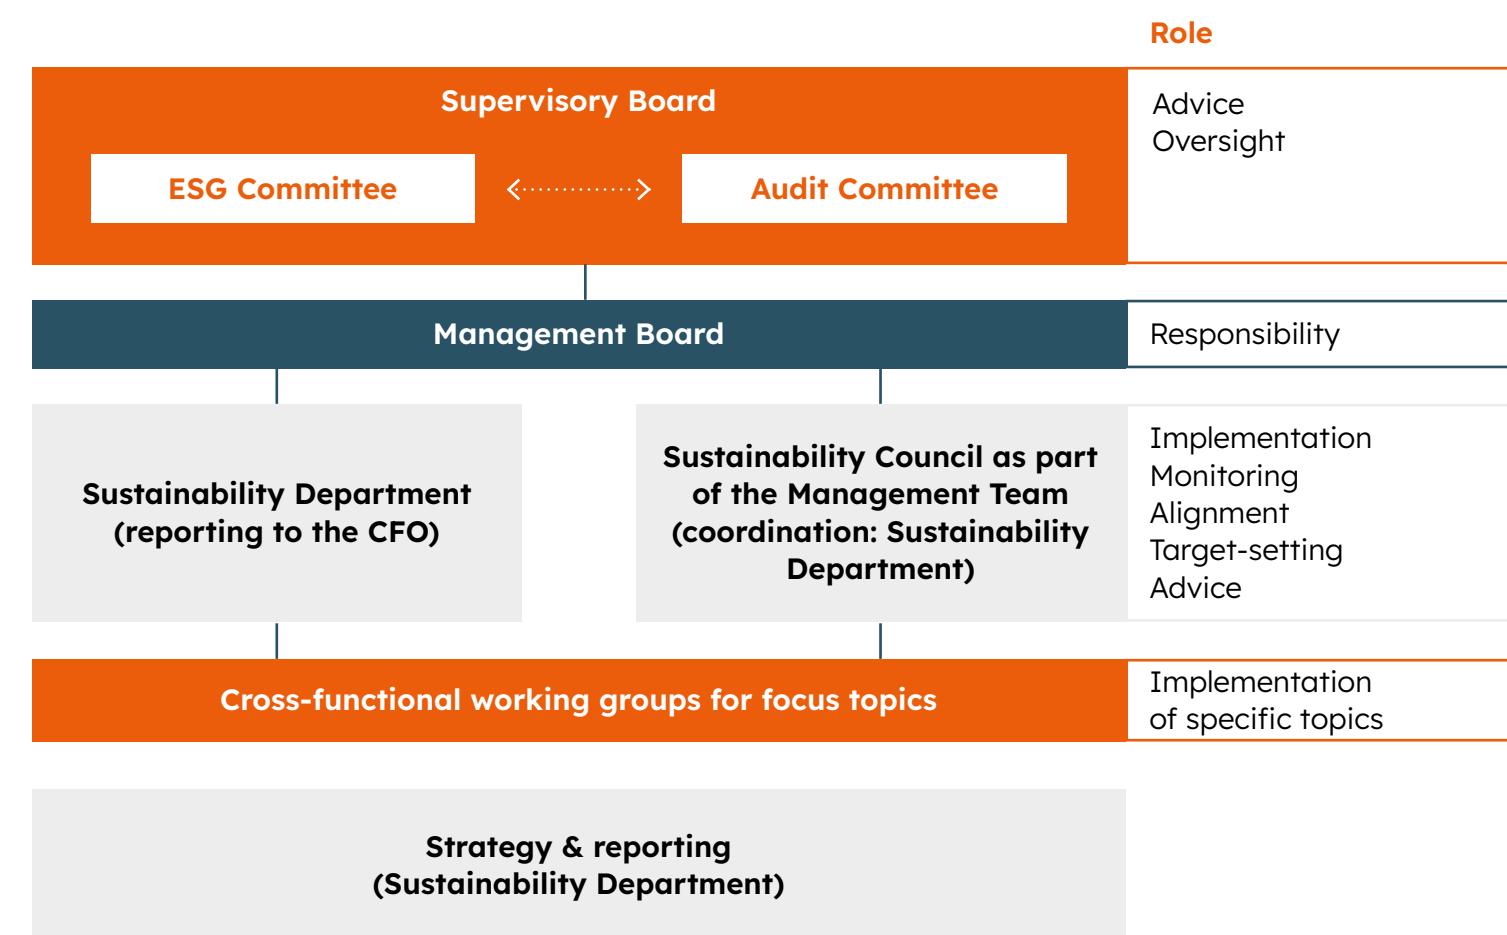 Role
Supervisory Board
ESG Committee
Audit Committee
Advice
Oversight
Management Board
Responsibility
Sustainability Department
(reporting to the CFO)
Sustainability Council as part
of the Management Team
(coordination: Sustainability
Department)
Implementation
Monitoring
Alignment
Target-setting
Advice
Cross-functional working groups for focus topics
Implementation
of specific topics
Strategy & reporting
(Sustainability Department)